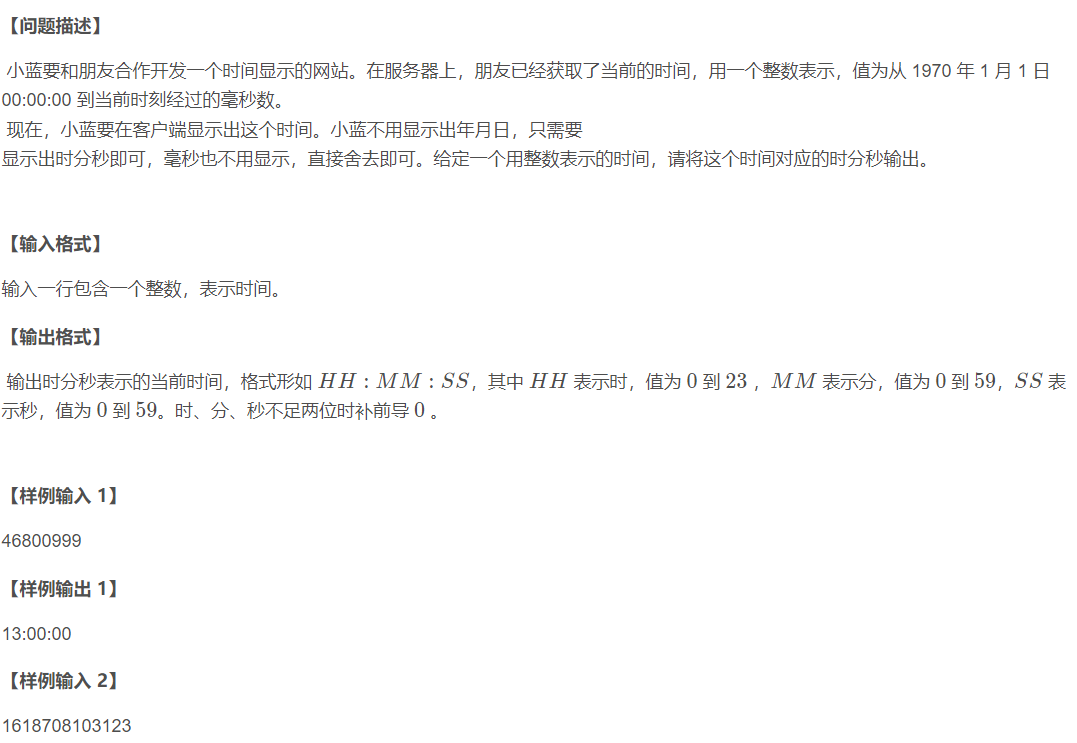 【问题描述】
小蓝要和朋友合作开发一个时间显示的网站。在服务器上，朋友已经获取了当前的时间，用一个整数表示，值为从 1970 年 1 月 1 日
00:00:00 到当前时刻经过的毫秒数。
现在，小蓝要在客户端显示出这个时间。小蓝不用显示出年月日，只需要
显示出时分秒即可，毫秒也不用显示，直接舍去即可。给定一个用整数表示的时间，请将这个时间对应的时分秒输出。
【输入格式】
输入一行包含一个整数，表示时间。
【输出格式】
输出时分秒表示的当前时间，格式形如 HH : MM : SS，其中 HH 表示时，值为 0 到 23 ，MM 表示分，值为 0 到 59，SS 表
示秒，值为 0 到 59。时、分、秒不足两位时补前导 0 。
【样例输入 1】
46800999
【样例输出 1】
13:00:00
【样例输入 2】
1618708103123